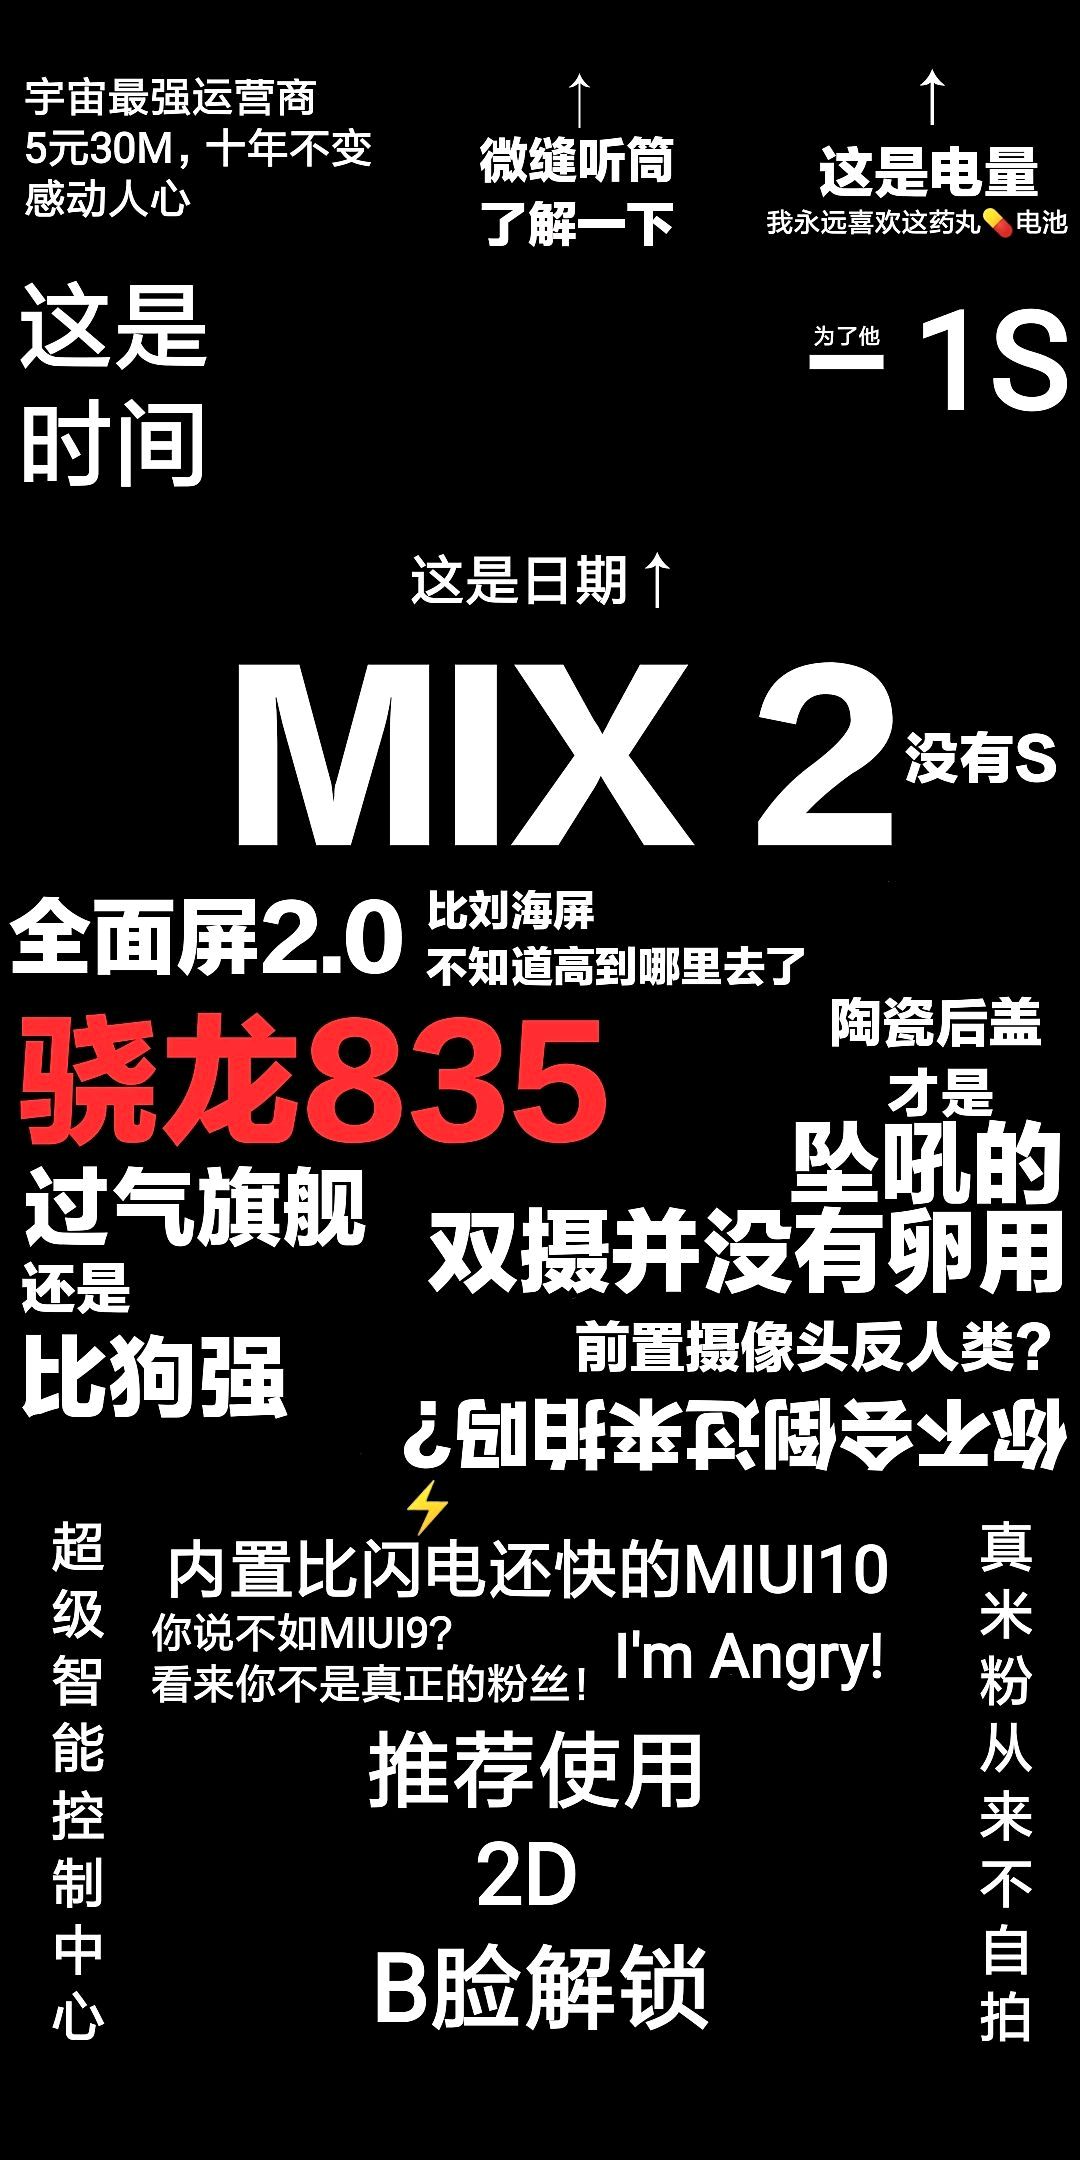 宇宙最强运营商
5元30M，十年不变
感动人心
↑
微缝听筒
了解一下
↑
这是电量
我永远喜欢这药丸💊电池
这是
时间
为了他
一 1S
这是日期↑
MIX 2
没有S
全面屏2.0
比刘海屏
不知道高到哪里去了
骁龙835
陶瓷后盖
才是
坠吼的
过气旗舰
还是
比狗强
双摄并没有卵用
前置摄像头反人类？
你不会倒过来拍吗？
⚡
内置比闪电还快的MIUI10
你说不如MIUI9？
看来你不是真正的粉丝！
I'm Angry!
推荐使用
2D
B脸解锁
超级智能控制中心
真米粉从来不自拍